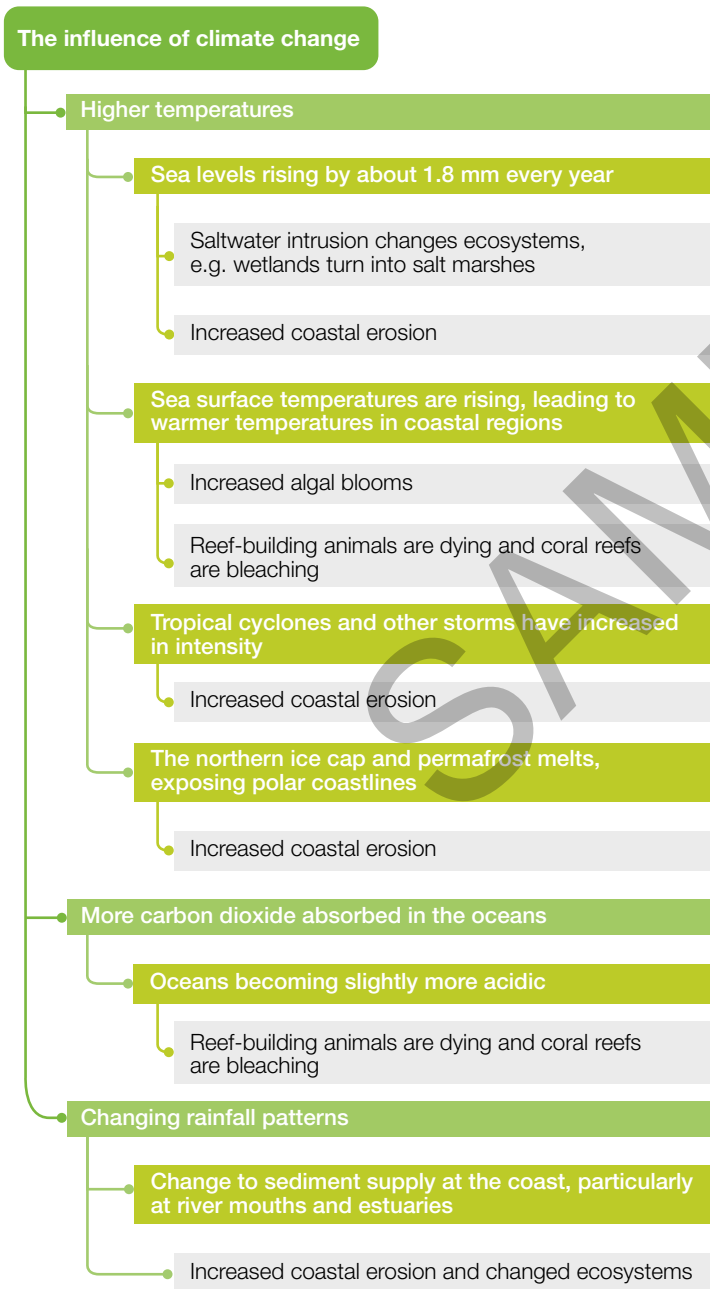 The influence of climate change
Higher temperatures
Sea levels rising by about 1.8 mm every year
Saltwater intrusion changes ecosystems,
e.g. wetlands turn into salt marshes
Increased coastal erosion
Sea surface temperatures are rising, leading to
warmer temperatures in coastal regions
Increased algal blooms
Reef-building animals are dying and coral reefs
are bleaching
Tropical cyclones and other storms have increased
in intensity
Increased coastal erosion
The northern ice cap and permafrost melts,
exposing polar coastlines
Increased coastal erosion
More carbon dioxide absorbed in the oceans
Oceans becoming slightly more acidic
Reef-building animals are dying and coral reefs
are bleaching
Changing rainfall patterns
Change to sediment supply at the coast, particularly
at river mouths and estuaries
Increased coastal erosion and changed ecosystems